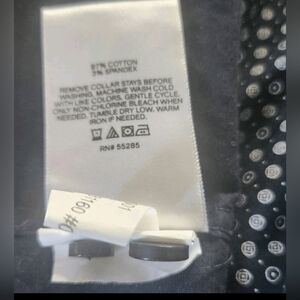 97% COTTON
3% SPANDEX
REMOVE COLLAR STAYS BEFORE
WASHING, MACHINE WASH COLD
WITH LIKE COLORS, GENTLE CYCLE.
ONLY NON-CHLORINE BLEACH WHEN
NEEDED, TUMBLE DRY LOW. WARM
IRON IF NEEDED.
RN# 55285